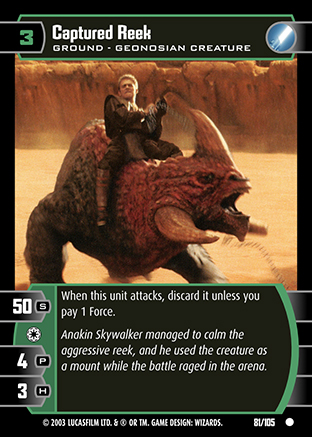 3
Captured Reek
GROUND - GEONOSIAN CREATURE
50 S
When this unit attacks, discard it unless you
pay 1 Force.
Anakin Skywalker managed to calm the
aggressive reek, and he used the creature as
a mount while the battle raged in the arena.
4 P
3 H
© 2003 LUCASFILM LTD. & ® OR TM. GAME DESIGN: WIZARDS.
81/105